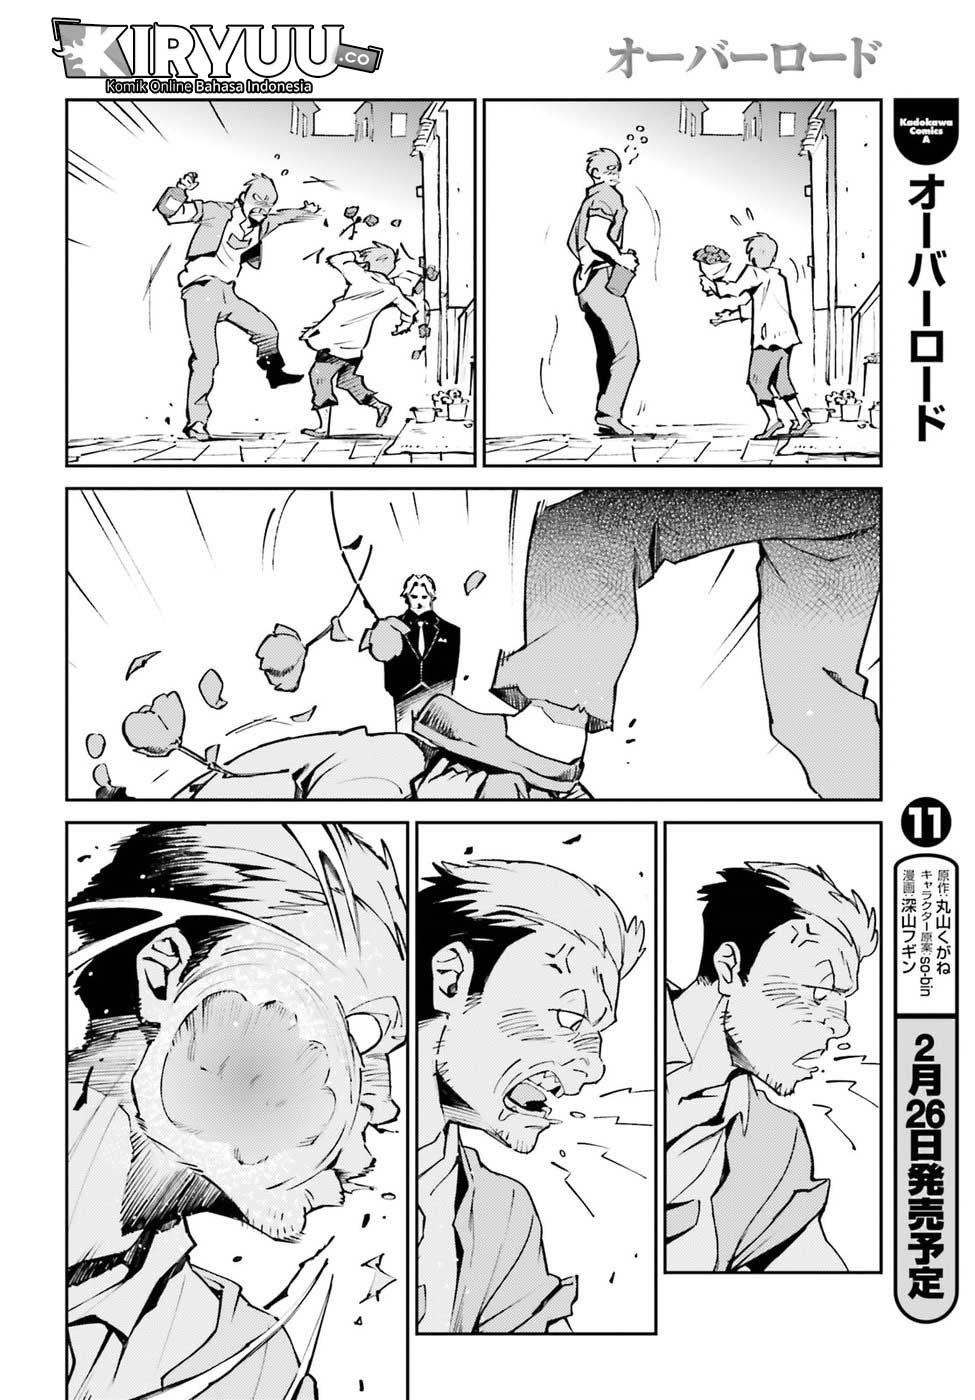 KIRYUU.CO
Komik Online Bahasa Indonesia
オーバーロード
Kadokawa
Comics
A
オーバーロード
11
原作:丸山くがね
キャラクター原案:so-bin
漫画:深山フギン
2月26日発売予定